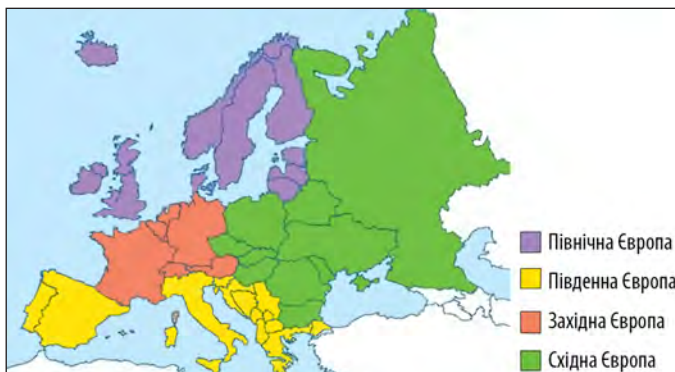 Північна Європа
Південна Європа
Західна Європа
Східна Європа